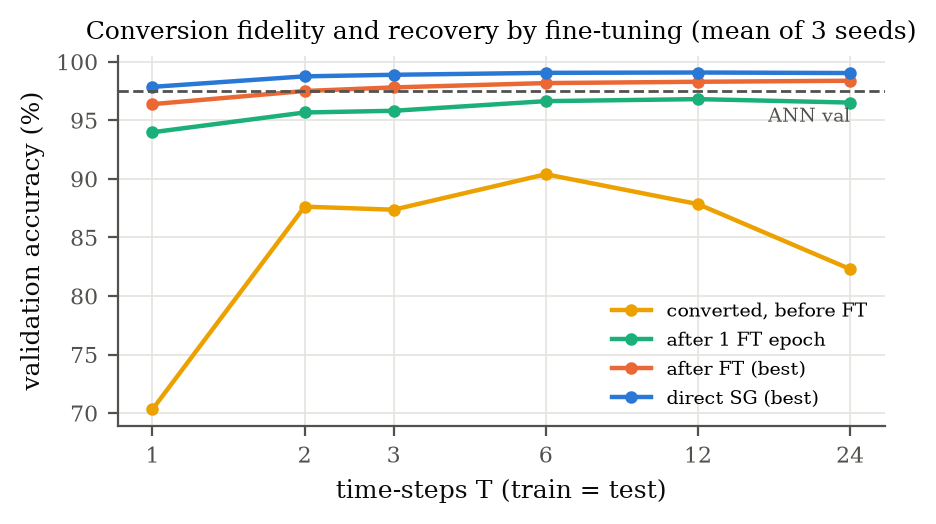 Conversion fidelity and recovery by fine-tuning (mean of 3 seeds)
validation accuracy (%)
100
95
90
85
80
75
70
ANN val
converted, before FT
after 1 FT epoch
after FT (best)
direct SG (best)
1 2 3 6 12 24
time-steps T (train = test)